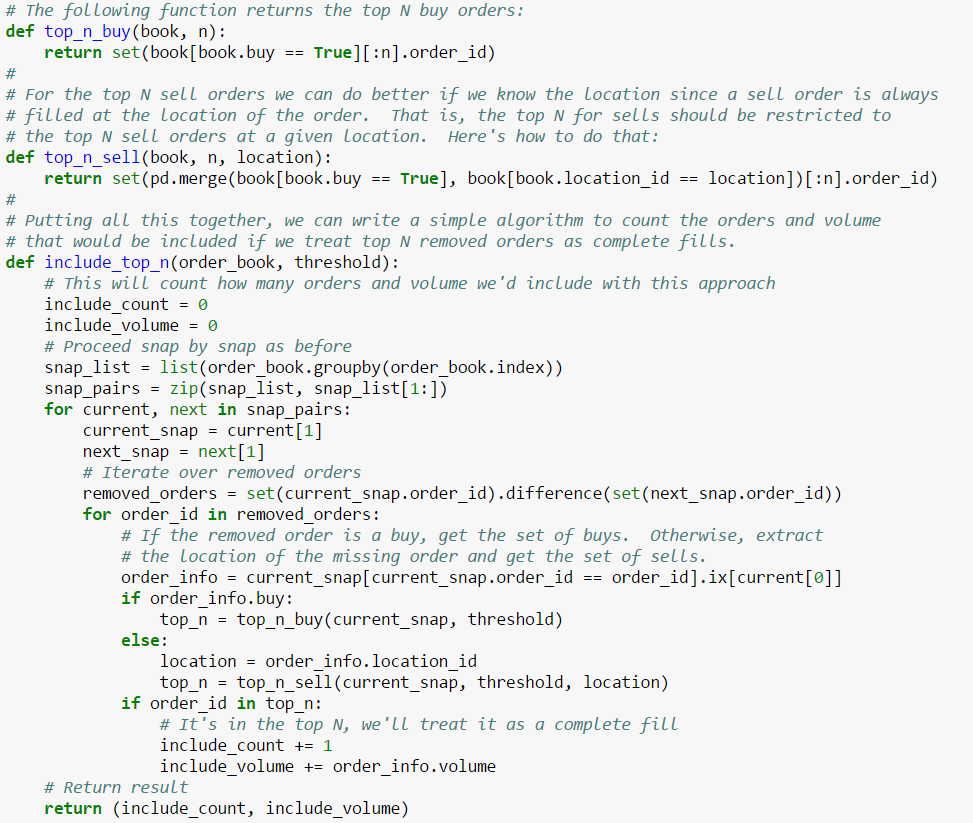 # The following function returns the top N buy orders:
def top_n_buy(book, n):
    return set(book[book.buy == True][:n].order_id)
#
# For the top N sell orders we can do better if we know the location since a sell order is always
# filled at the location of the order.  That is, the top N for sells should be restricted to
# the top N sell orders at a given location.  Here's how to do that:
def top_n_sell(book, n, location):
    return set(pd.merge(book[book.buy == True], book[book.location_id == location])[:n].order_id)
#
# Putting all this together, we can write a simple algorithm to count the orders and volume
# that would be included if we treat top N removed orders as complete fills.
def include_top_n(order_book, threshold):
    # This will count how many orders and volume we'd include with this approach
    include_count = 0
    include_volume = 0
    # Proceed snap by snap as before
    snap_list = list(order_book.groupby(order_book.index))
    snap_pairs = zip(snap_list, snap_list[1:])
    for current, next in snap_pairs:
        current_snap = current[1]
        next_snap = next[1]
        # Iterate over removed orders
        removed_orders = set(current_snap.order_id).difference(set(next_snap.order_id))
        for order_id in removed_orders:
            # If the removed order is a buy, get the set of buys.  Otherwise, extract
            # the location of the missing order and get the set of sells.
            order_info = current_snap[current_snap.order_id == order_id].ix[current[0]]
            if order_info.buy:
                top_n = top_n_buy(current_snap, threshold)
            else:
                location = order_info.location_id
                top_n = top_n_sell(current_snap, threshold, location)
            if order_id in top_n:
                # It's in the top N, we'll treat it as a complete fill
                include_count += 1
                include_volume += order_info.volume
    # Return result
    return (include_count, include_volume)